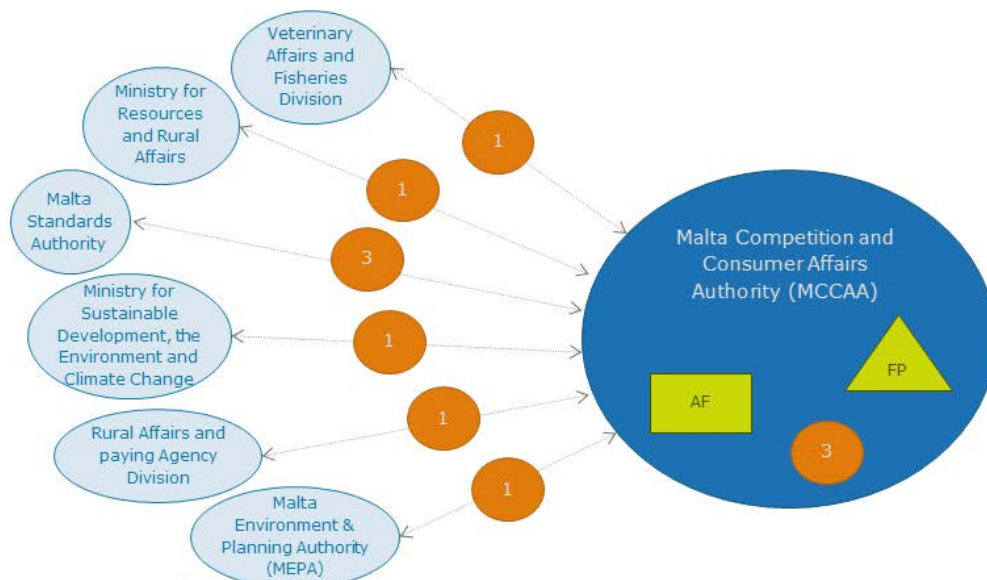 Veterinary
Affairs and
Fisheries
Division
1
Ministry for
Resources
and Rural
Affairs
1
Malta
Standards
Authority
3
Ministry for
Sustainable
Development, the
Environment and
Climate Change
1
Rural Affairs and
paying Agency
Division
1
Malta
Environment &
Planning Authority
(MEPA)
1
Malta Competition and
Consumer Affairs
Authority (MCCAA)
FP
AF
3